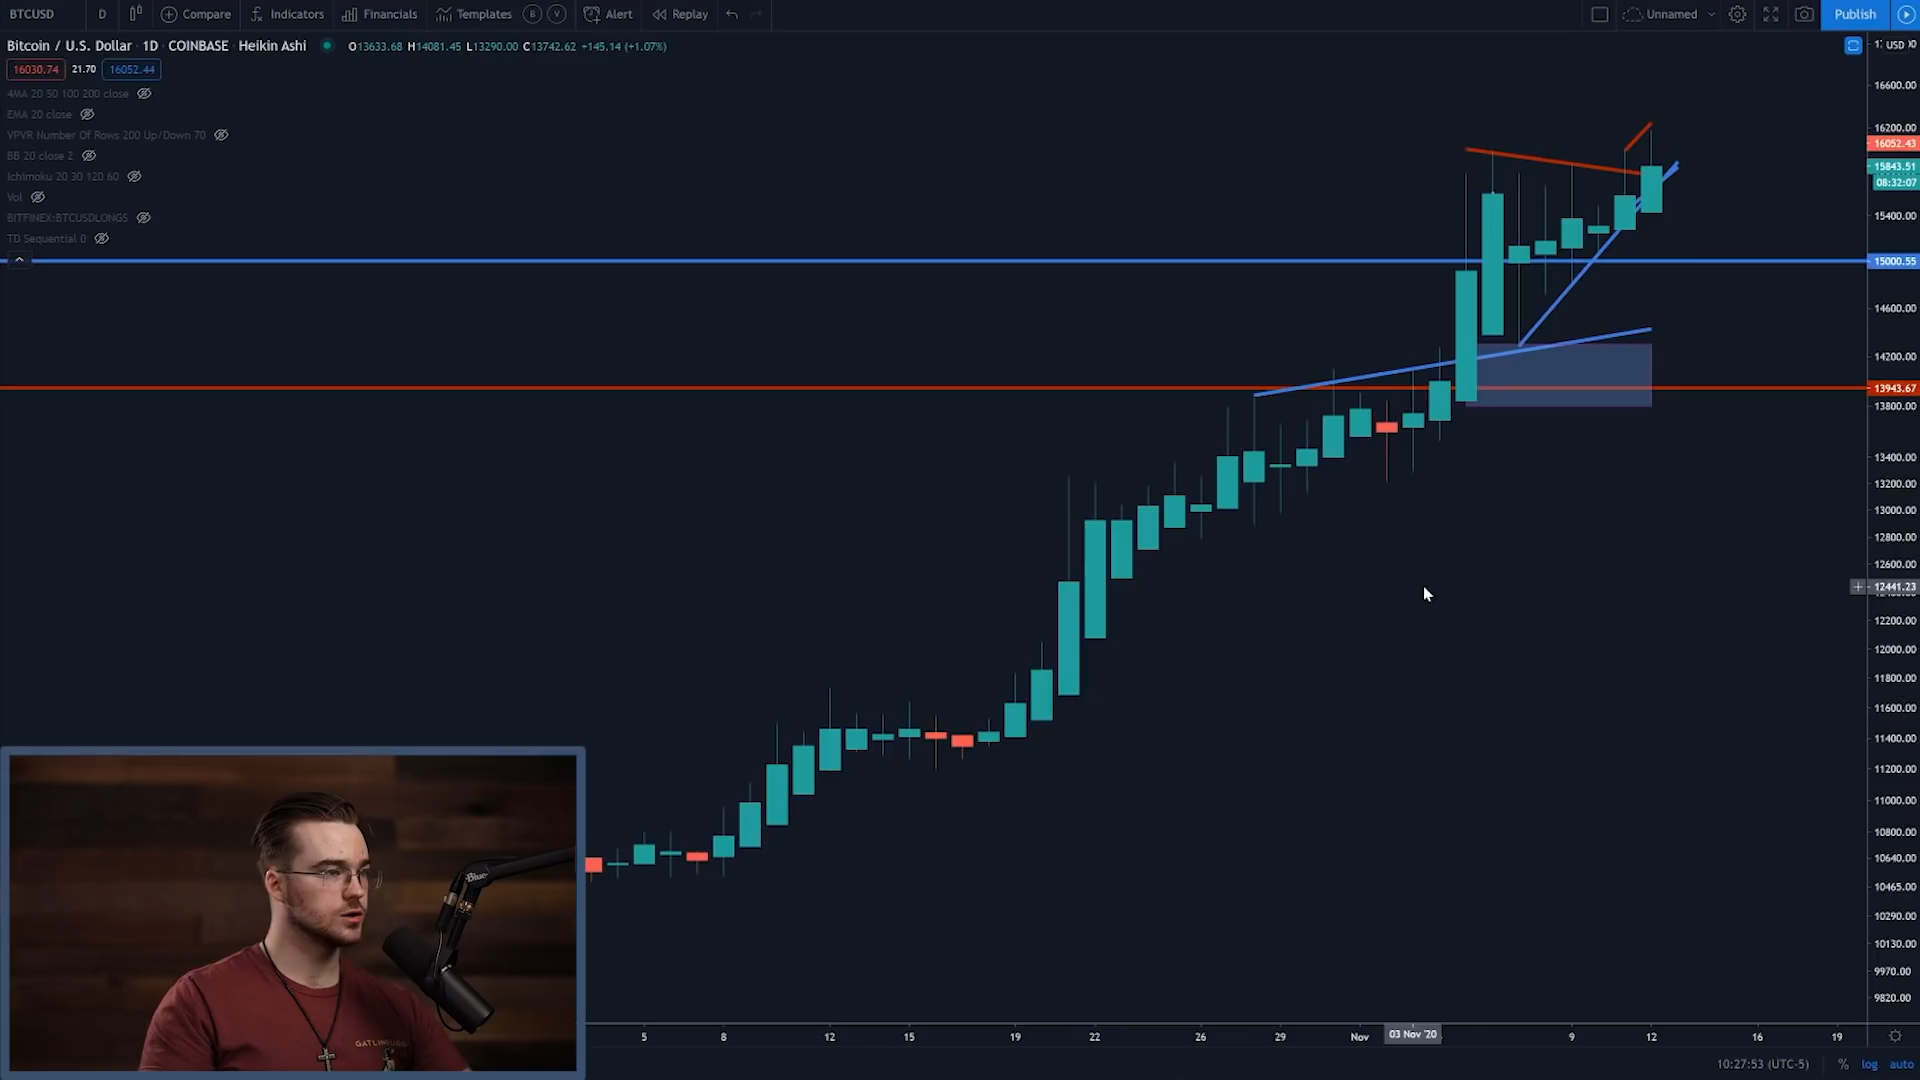 BTCUSD D Compare Indicators Financials Templates B V Alert Replay Unnamed Publish
Bitcoin / U.S. Dollar · 1D · COINBASE · Heikin Ashi O13633.68 H14081.45 L13290.00 C13742.62 +145.14 (+1.07%)
16030.74 21.70 16052.44
4MA 20 50 100 200 close
EMA 20 close
VPVR Number Of Rows 200 Up/Down 70
BB 20 close 2
Ichimoku 20 30 120 60
Vol
BITFINEX:BTCUSDLONGS
TD Sequential 0
USD
16600.00
16200.00
16052.43
15843.51
08:32:07
15400.00
15000.55
14600.00
14200.00
13943.67
13800.00
13400.00
13200.00
13000.00
12800.00
12600.00
12441.23
12200.00
12000.00
11800.00
11600.00
11400.00
11200.00
11000.00
10800.00
10640.00
10465.00
10290.00
10130.00
9970.00
9820.00
Blue
5 8 12 15 19 22 26 29 Nov 03 Nov '20 9 12 16 19
10:27:53 (UTC-5) % log auto